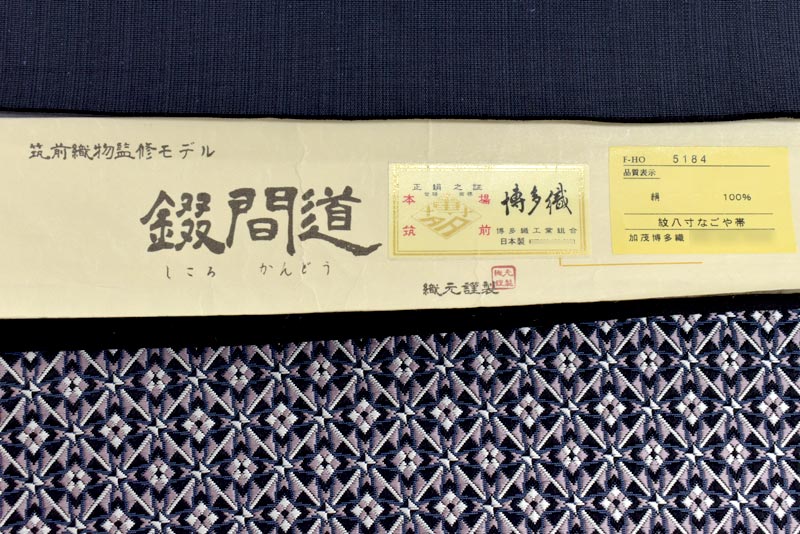 筑前織物監修モデル
錣間道
しころ かんどう
織元謹製
正絹之証
本場
筑前
博多織
博多織工業組合
日本製
F-HO 5184
品質表示
絹 100%
紋八寸なごや帯
加茂博多織